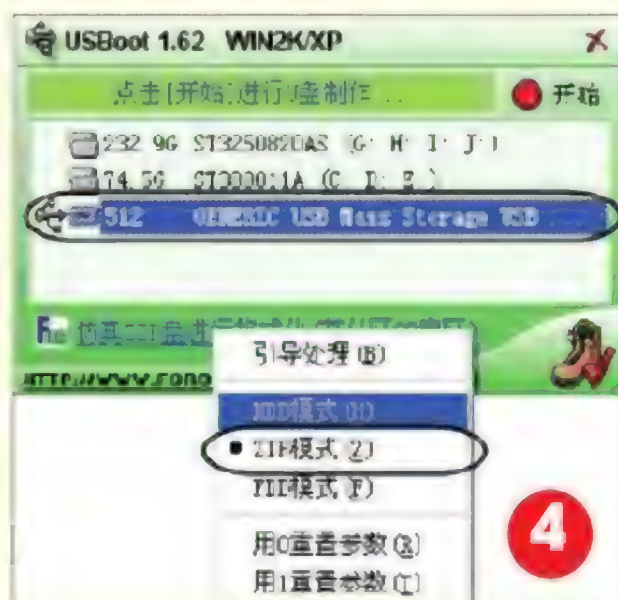 USBoot 1.62 WIN2K/XP
点击[开始]进行U盘制作...
开始
232.9G ST3250820AS (G: H: I: J:)
74.5G (C: D: E:)
512 GENERIC USB Mass Storage USB
引导处理(B)
HDD模式(H)
ZIP模式(Z)
FDD模式(F)
用0重置参数(R)
用1重置参数(T)
4